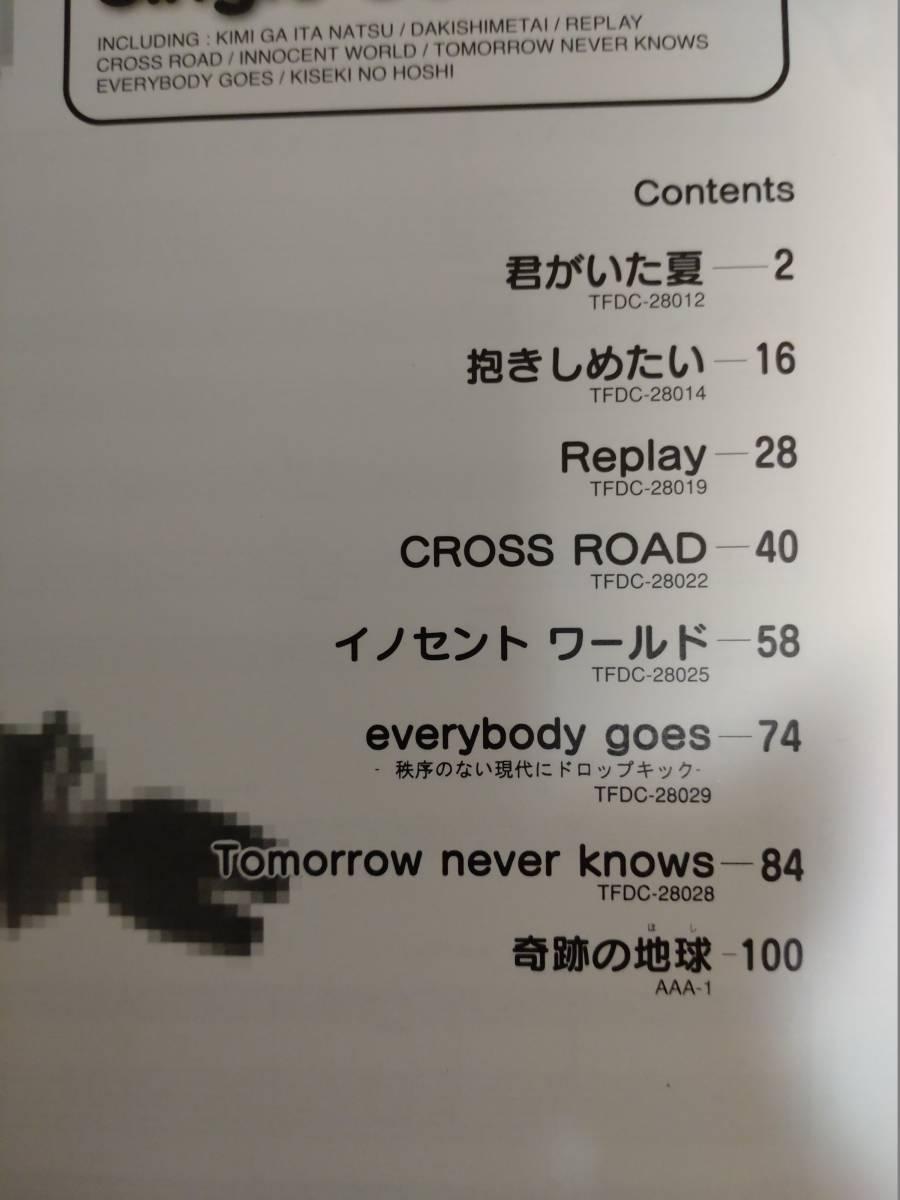 INCLUDING : KIMI GA ITA NATSU / DAKISHIMETAI / REPLAY
CROSS ROAD / INNOCENT WORLD / TOMORROW NEVER KNOWS
EVERYBODY GOES / KISEKI NO HOSHI
Contents
君がいた夏 — 2
TFDC-28012
抱きしめたい — 16
TFDC-28014
Replay — 28
TFDC-28019
CROSS ROAD — 40
TFDC-28022
イノセント ワールド — 58
TFDC-28025
everybody goes — 74
- 秩序のない現代にドロップキック-
TFDC-28029
Tomorrow never knows — 84
TFDC-28028
ほし
奇跡の地球 - 100
AAA-1